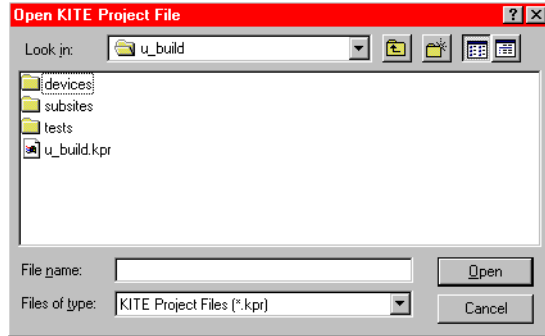 Open KITE Project File
Look in: u_build
devices
subsites
tests
u_build.kpr
File name: Open
Files of type: KITE Project Files (*.kpr) Cancel